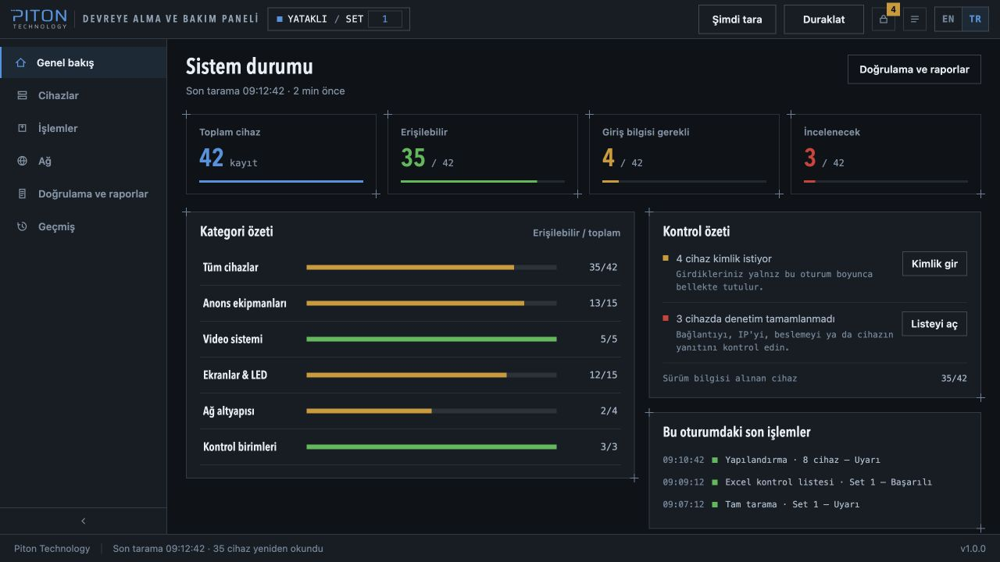 PITON
TECHNOLOGY
DEVREYE ALMA VE BAKIM PANELİ
YATAKLI / SET 1
Şimdi tara
Duraklat
4
EN
TR
Genel bakış
Cihazlar
İşlemler
Ağ
Doğrulama ve raporlar
Geçmiş
Sistem durumu
Son tarama 09:12:42 · 2 min önce
Doğrulama ve raporlar
Toplam cihaz
42 kayıt
Erişilebilir
35 / 42
Giriş bilgisi gerekli
4 / 42
İncelenecek
3 / 42
Kategori özeti
Erişilebilir / toplam
Tüm cihazlar 35/42
Anons ekipmanları 13/15
Video sistemi 5/5
Ekranlar & LED 12/15
Ağ altyapısı 2/4
Kontrol birimleri 3/3
Kontrol özeti
4 cihaz kimlik istiyor
Girdikleriniz yalnız bu oturum boyunca
bellekte tutulur.
Kimlik gir
3 cihazda denetim tamamlanmadı
Bağlantıyı, IP'yi, beslemeyi ya da cihazın
yanıtını kontrol edin.
Listeyi aç
Sürüm bilgisi alınan cihaz 35/42
Bu oturumdaki son işlemler
09:10:42 Yapılandırma · 8 cihaz — Uyarı
09:09:12 Excel kontrol listesi · Set 1 — Başarılı
09:07:12 Tam tarama · Set 1 — Uyarı
Piton Technology
Son tarama 09:12:42 · 35 cihaz yeniden okundu
v1.0.0